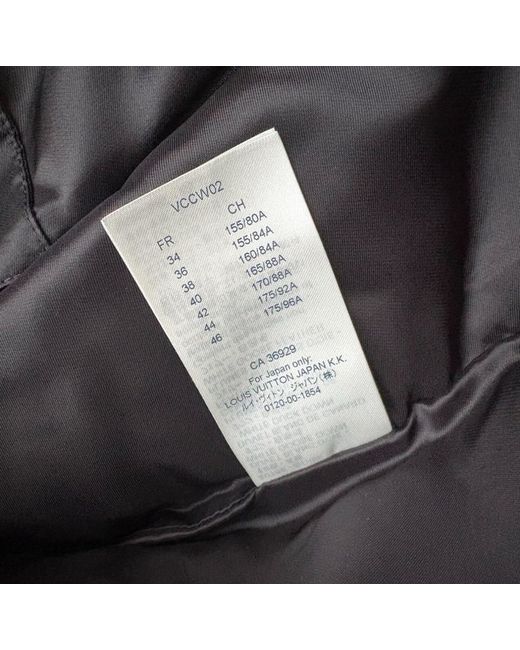 VCCW02
FR CH
34 155/80A
36 155/84A
38 160/84A
40 165/88A
42 170/88A
44 175/92A
46 175/96A
CA 36929
For Japan only:
LOUIS VUITTON JAPAN K.K.
ルイ・ヴィトン ジャパン(株)
0120-00-1854